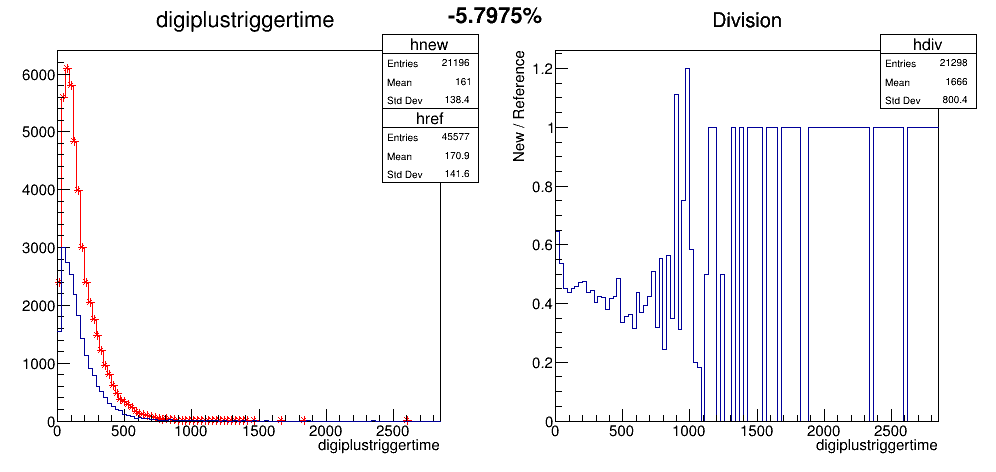 digiplustriggertime
-5.7975%
Division
hnew
Entries 21196
Mean 161
Std Dev 138.4
href
Entries 45577
Mean 170.9
Std Dev 141.6
6000
5000
4000
3000
2000
1000
0
0 500 1000 1500 2000 2500
digiplustriggertime
hdiv
Entries 21298
Mean 1666
Std Dev 800.4
New / Reference
1.2
1
0.8
0.6
0.4
0.2
0
0 500 1000 1500 2000 2500
digiplustriggertime